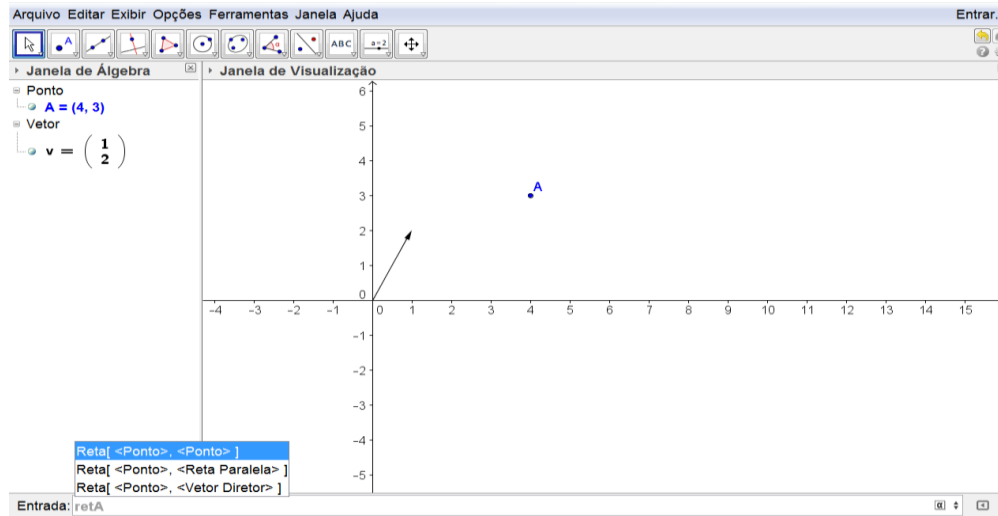 Arquivo Editar Exibir Opções Ferramentas Janela Ajuda Entrar.
A α ABC a=2
Janela de Álgebra Janela de Visualização
Ponto
A = (4, 3)
Vetor
v = ( 1
2 )
6
5
4
3
2
1
0
A
-4 -3 -2 -1 0 1 2 3 4 5 6 7 8 9 10 11 12 13 14 15
-1
-2
-3
-4
-5
Reta[ <Ponto>, <Ponto> ]
Reta[ <Ponto>, <Reta Paralela> ]
Reta[ <Ponto>, <Vetor Diretor> ]
Entrada: retA α